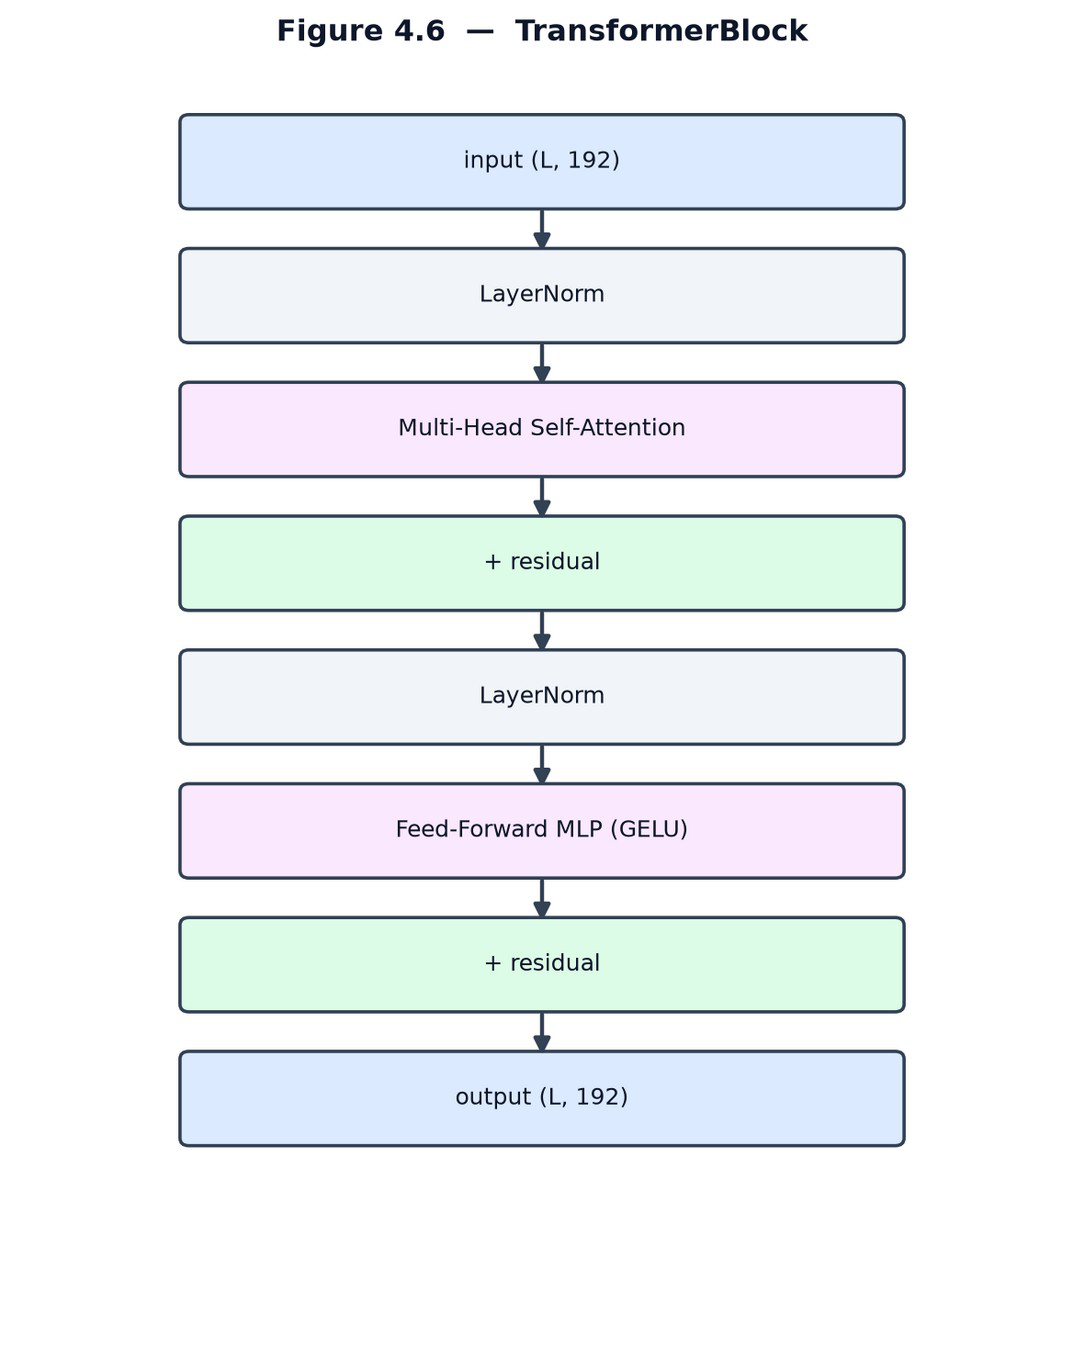 Figure 4.6 — TransformerBlock
input (L, 192)
LayerNorm
Multi-Head Self-Attention
+ residual
LayerNorm
Feed-Forward MLP (GELU)
+ residual
output (L, 192)